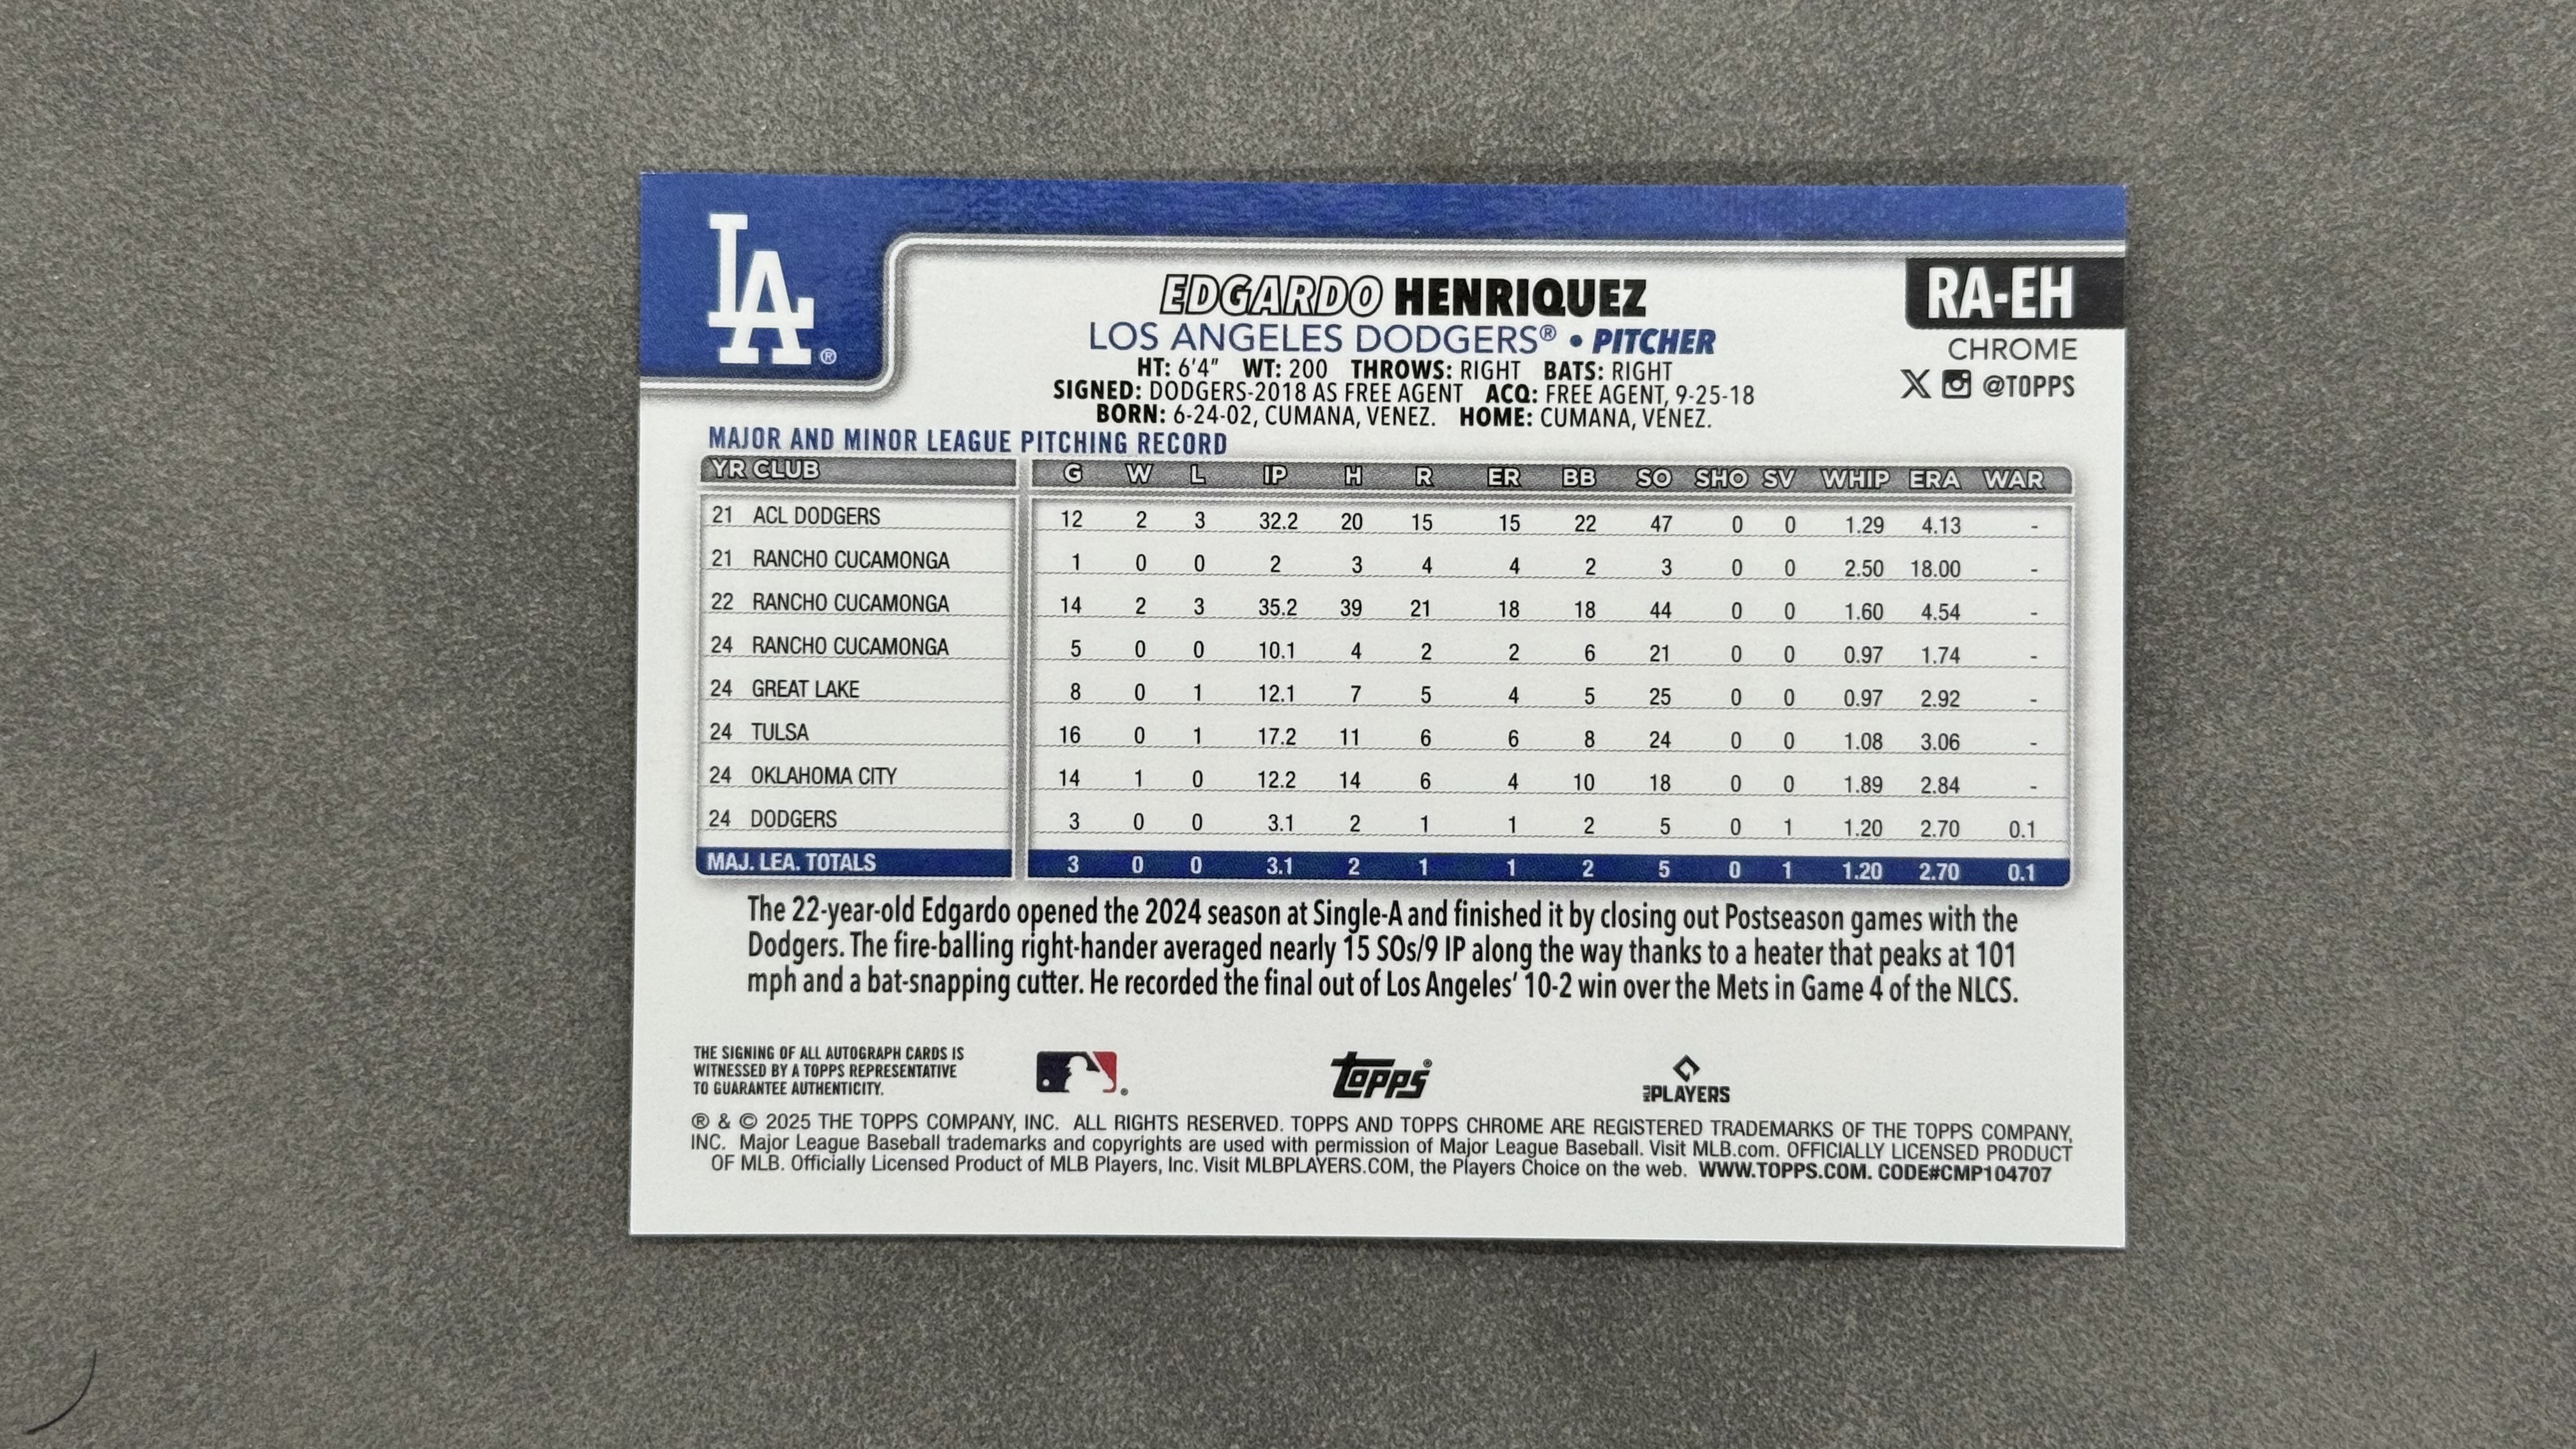 LA®
EDGARDO HENRIQUEZ
RA-EH
LOS ANGELES DODGERS® • PITCHER
CHROME
HT: 6'4" WT: 200 THROWS: RIGHT BATS: RIGHT
@TOPPS
SIGNED: DODGERS-2018 AS FREE AGENT ACQ: FREE AGENT, 9-25-18
BORN: 6-24-02, CUMANA, VENEZ. HOME: CUMANA, VENEZ.
MAJOR AND MINOR LEAGUE PITCHING RECORD
YR CLUB G W L IP H R ER BB SO SHO SV WHIP ERA WAR
21 ACL DODGERS 12 2 3 32.2 20 15 15 22 47 0 0 1.29 4.13 -
21 RANCHO CUCAMONGA 1 0 0 2 3 4 4 2 3 0 0 2.50 18.00 -
22 RANCHO CUCAMONGA 14 2 3 35.2 39 21 18 18 44 0 0 1.60 4.54 -
24 RANCHO CUCAMONGA 5 0 0 10.1 4 2 2 6 21 0 0 0.97 1.74 -
24 GREAT LAKE 8 0 1 12.1 7 5 4 5 25 0 0 0.97 2.92 -
24 TULSA 16 0 1 17.2 11 6 6 8 24 0 0 1.08 3.06 -
24 OKLAHOMA CITY 14 1 0 12.2 14 6 4 10 18 0 0 1.89 2.84 -
24 DODGERS 3 0 0 3.1 2 1 1 2 5 0 1 1.20 2.70 0.1
MAJ. LEA. TOTALS 3 0 0 3.1 2 1 1 2 5 0 1 1.20 2.70 0.1
The 22-year-old Edgardo opened the 2024 season at Single-A and finished it by closing out Postseason games with the
Dodgers. The fire-balling right-hander averaged nearly 15 SOs/9 IP along the way thanks to a heater that peaks at 101
mph and a bat-snapping cutter. He recorded the final out of Los Angeles' 10-2 win over the Mets in Game 4 of the NLCS.
THE SIGNING OF ALL AUTOGRAPH CARDS IS
WITNESSED BY A TOPPS REPRESENTATIVE
TO GUARANTEE AUTHENTICITY.
Topps®
MLB PLAYERS
® & © 2025 THE TOPPS COMPANY, INC. ALL RIGHTS RESERVED. TOPPS AND TOPPS CHROME ARE REGISTERED TRADEMARKS OF THE TOPPS COMPANY,
INC. Major League Baseball trademarks and copyrights are used with permission of Major League Baseball. Visit MLB.com. OFFICIALLY LICENSED PRODUCT
OF MLB. Officially Licensed Product of MLB Players, Inc. Visit MLBPLAYERS.COM, the Players Choice on the web. WWW.TOPPS.COM. CODE#CMP104707